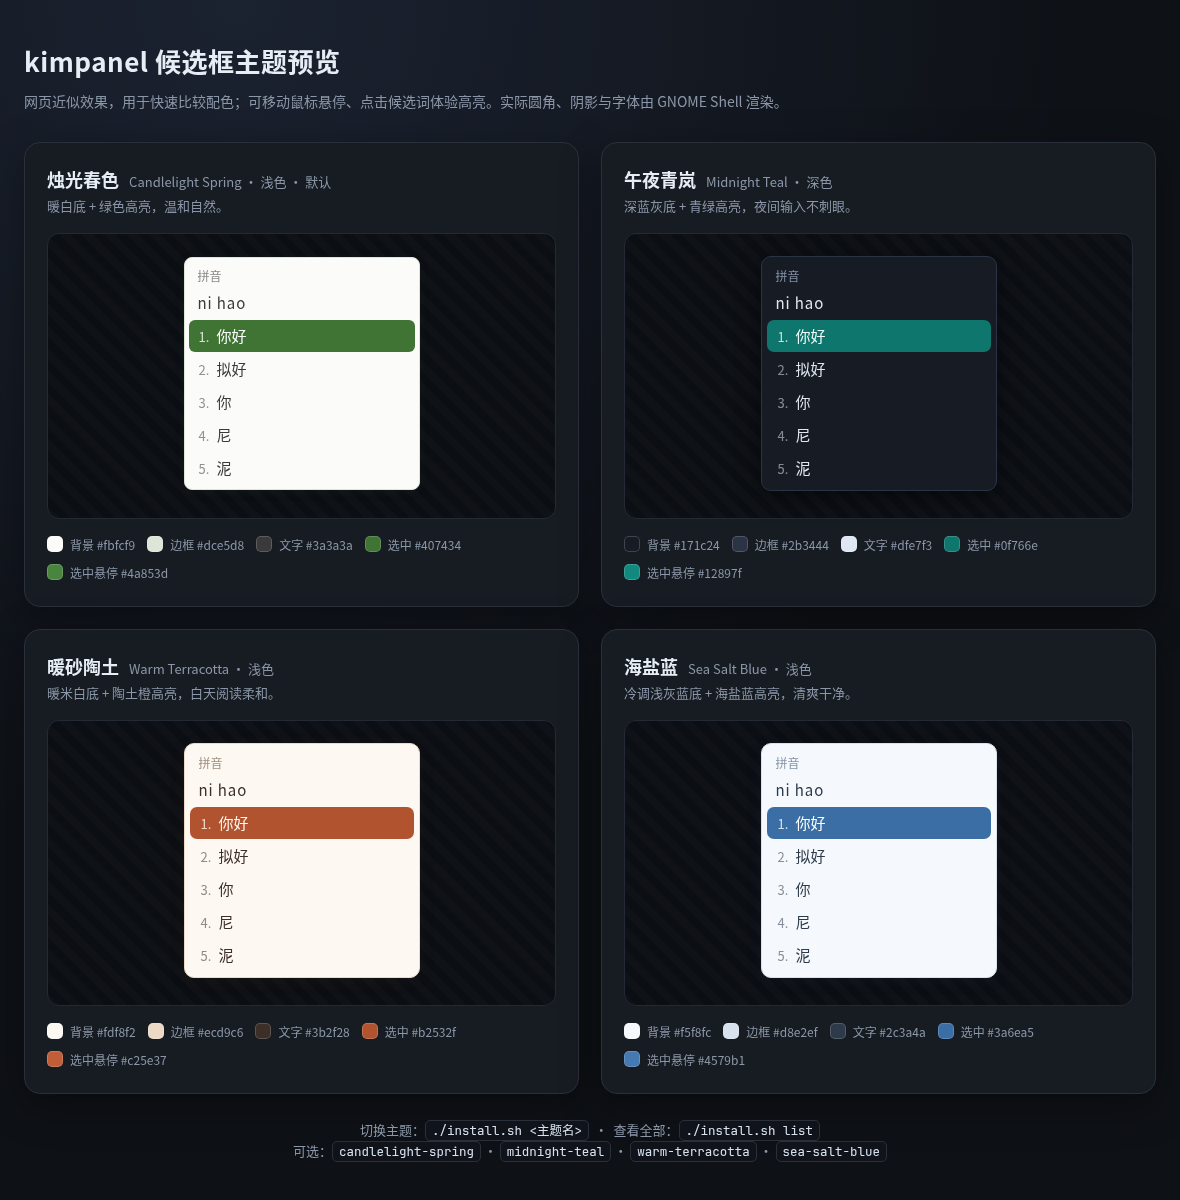 kimpanel 候选框主题预览
网页近似效果，用于快速比较配色；可移动鼠标悬停、点击候选词体验高亮。实际圆角、阴影与字体由 GNOME Shell 渲染。
烛光春色 Candlelight Spring · 浅色 · 默认
暖白底 + 绿色高亮，温和自然。
拼音
ni hao
1. 你好
2. 拟好
3. 你
4. 尼
5. 泥
背景 #fbfcf9 边框 #dce5d8 文字 #3a3a3a 选中 #407434
选中悬停 #4a853d
午夜青岚 Midnight Teal · 深色
深蓝灰底 + 青绿高亮，夜间输入不刺眼。
拼音
ni hao
1. 你好
2. 拟好
3. 你
4. 尼
5. 泥
背景 #171c24 边框 #2b3444 文字 #dfe7f3 选中 #0f766e
选中悬停 #12897f
暖砂陶土 Warm Terracotta · 浅色
暖米白底 + 陶土橙高亮，白天阅读柔和。
拼音
ni hao
1. 你好
2. 拟好
3. 你
4. 尼
5. 泥
背景 #fdf8f2 边框 #ecd9c6 文字 #3b2f28 选中 #b2532f
选中悬停 #c25e37
海盐蓝 Sea Salt Blue · 浅色
冷调浅灰蓝底 + 海盐蓝高亮，清爽干净。
拼音
ni hao
1. 你好
2. 拟好
3. 你
4. 尼
5. 泥
背景 #f5f8fc 边框 #d8e2ef 文字 #2c3a4a 选中 #3a6ea5
选中悬停 #4579b1
切换主题：./install.sh <主题名> · 查看全部：./install.sh list
可选：candlelight-spring · midnight-teal · warm-terracotta · sea-salt-blue